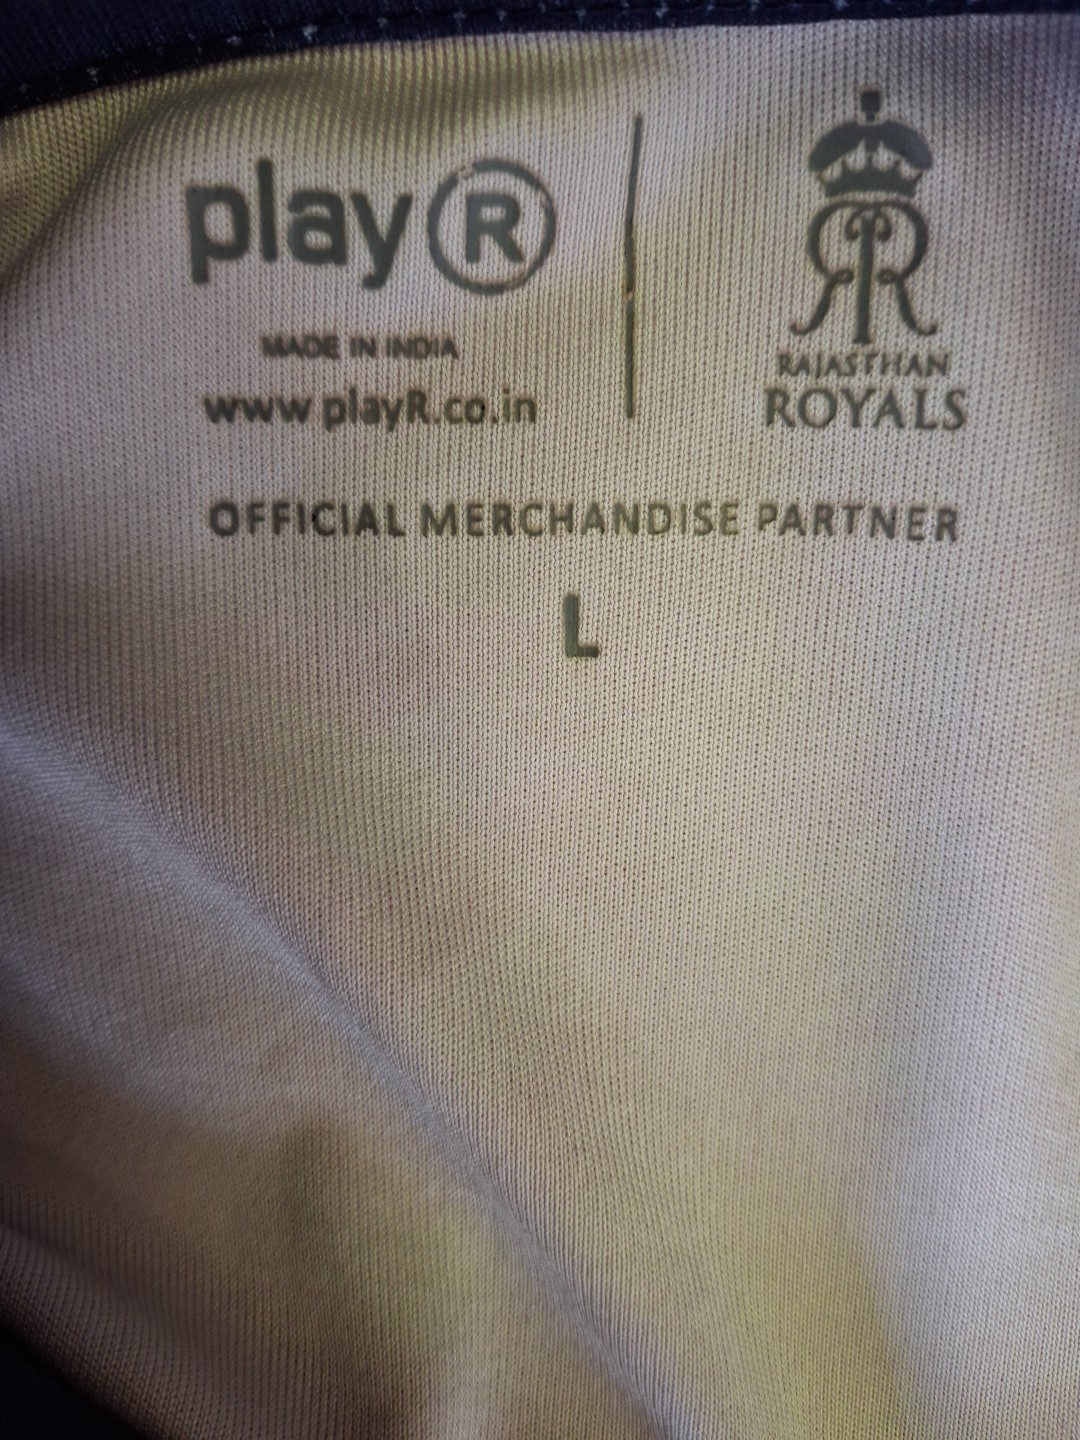 playR
MADE IN INDIA
www.playR.co.in
RR
RAJASTHAN
ROYALS
OFFICIAL MERCHANDISE PARTNER
L